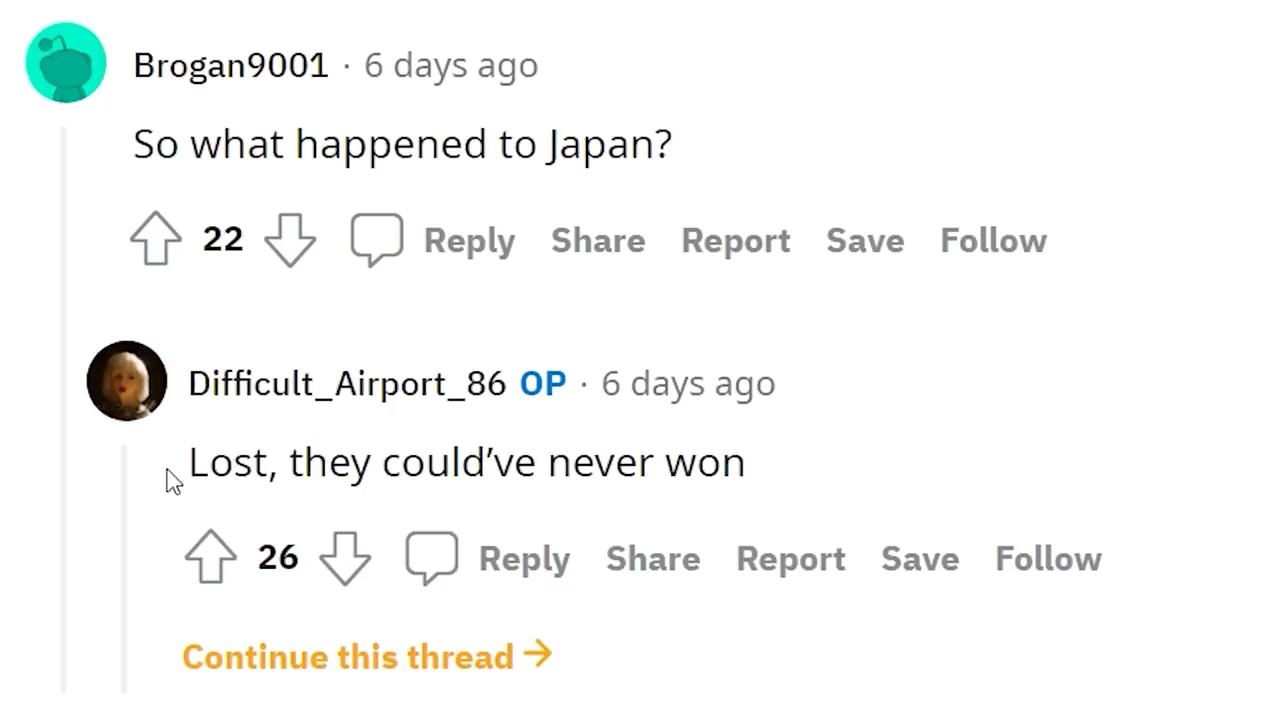 Brogan9001 · 6 days ago
So what happened to Japan?
22 Reply Share Report Save Follow
Difficult_Airport_86 OP · 6 days ago
Lost, they could’ve never won
26 Reply Share Report Save Follow
Continue this thread →